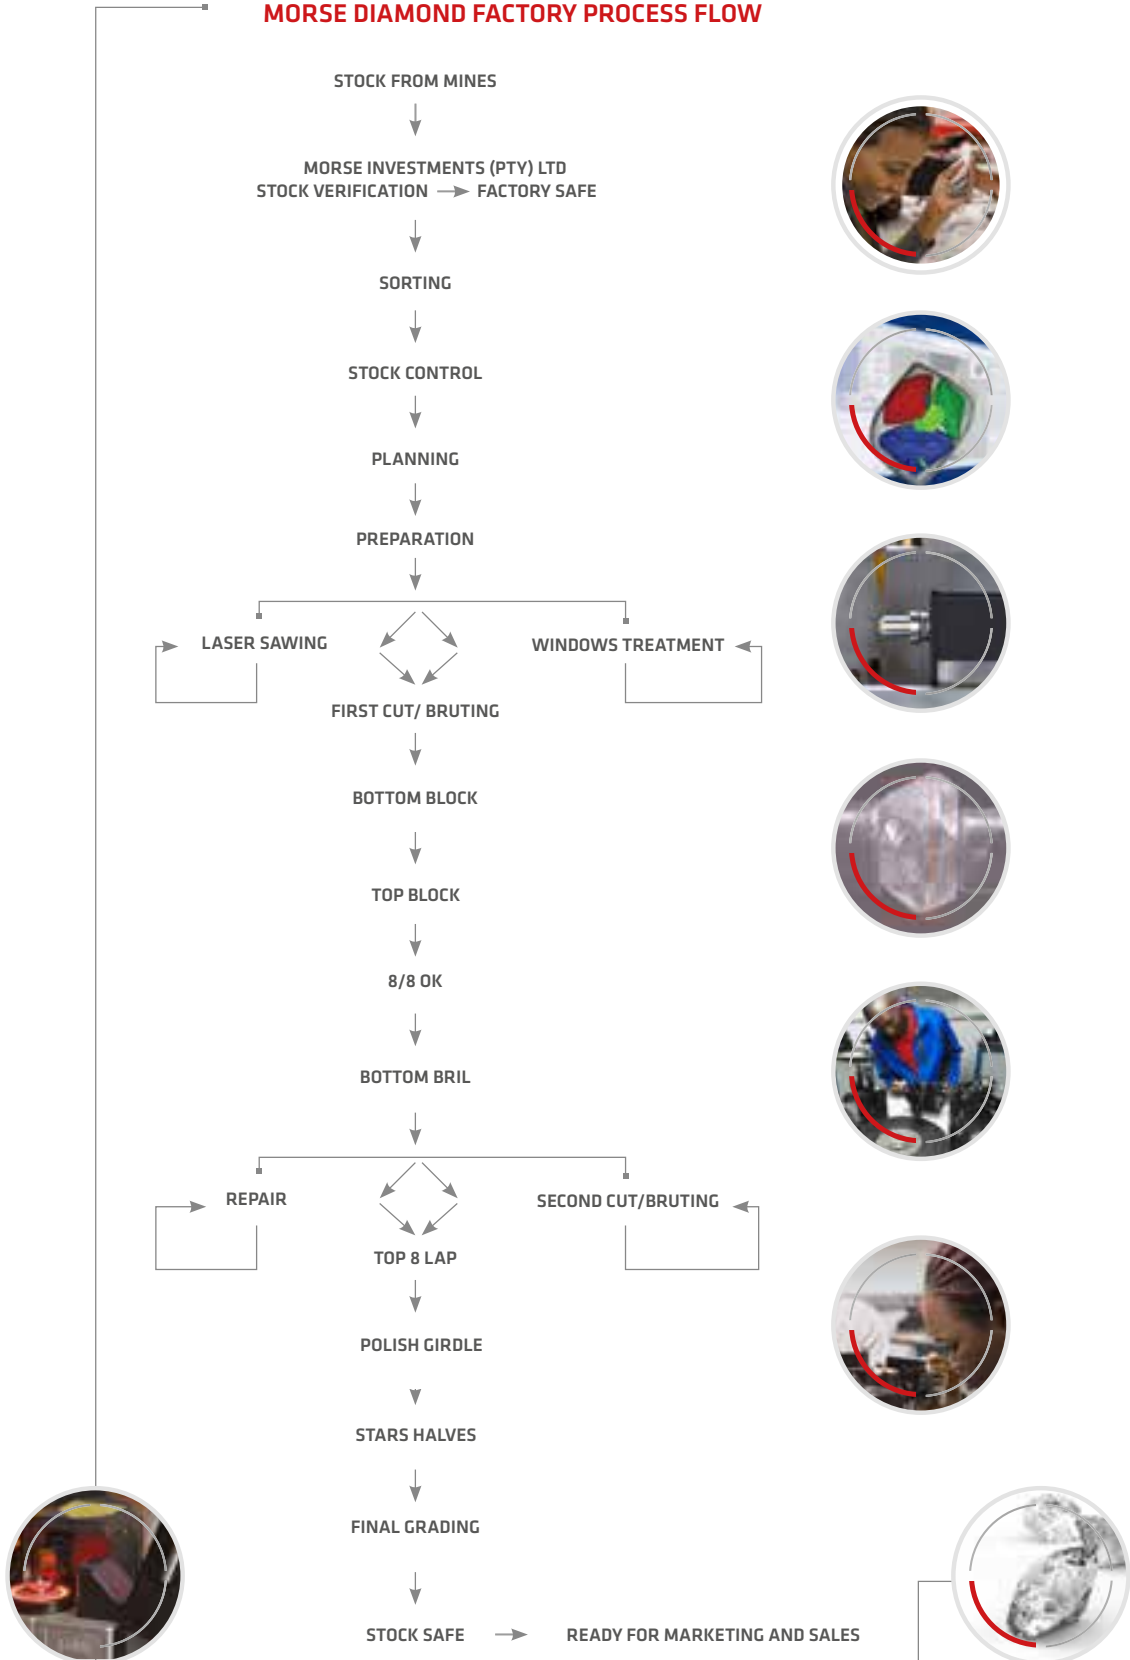 MORSE DIAMOND FACTORY PROCESS FLOW
STOCK FROM MINES
MORSE INVESTMENTS (PTY) LTD
STOCK VERIFICATION FACTORY SAFE
SORTING
STOCK CONTROL
PLANNING
PREPARATION
LASER SAWING
WINDOWS TREATMENT
FIRST CUT/ BRUTING
BOTTOM BLOCK
TOP BLOCK
8/8 OK
BOTTOM BRIL
REPAIR
SECOND CUT/BRUTING
TOP 8 LAP
POLISH GIRDLE
STARS HALVES
FINAL GRADING
STOCK SAFE READY FOR MARKETING AND SALES